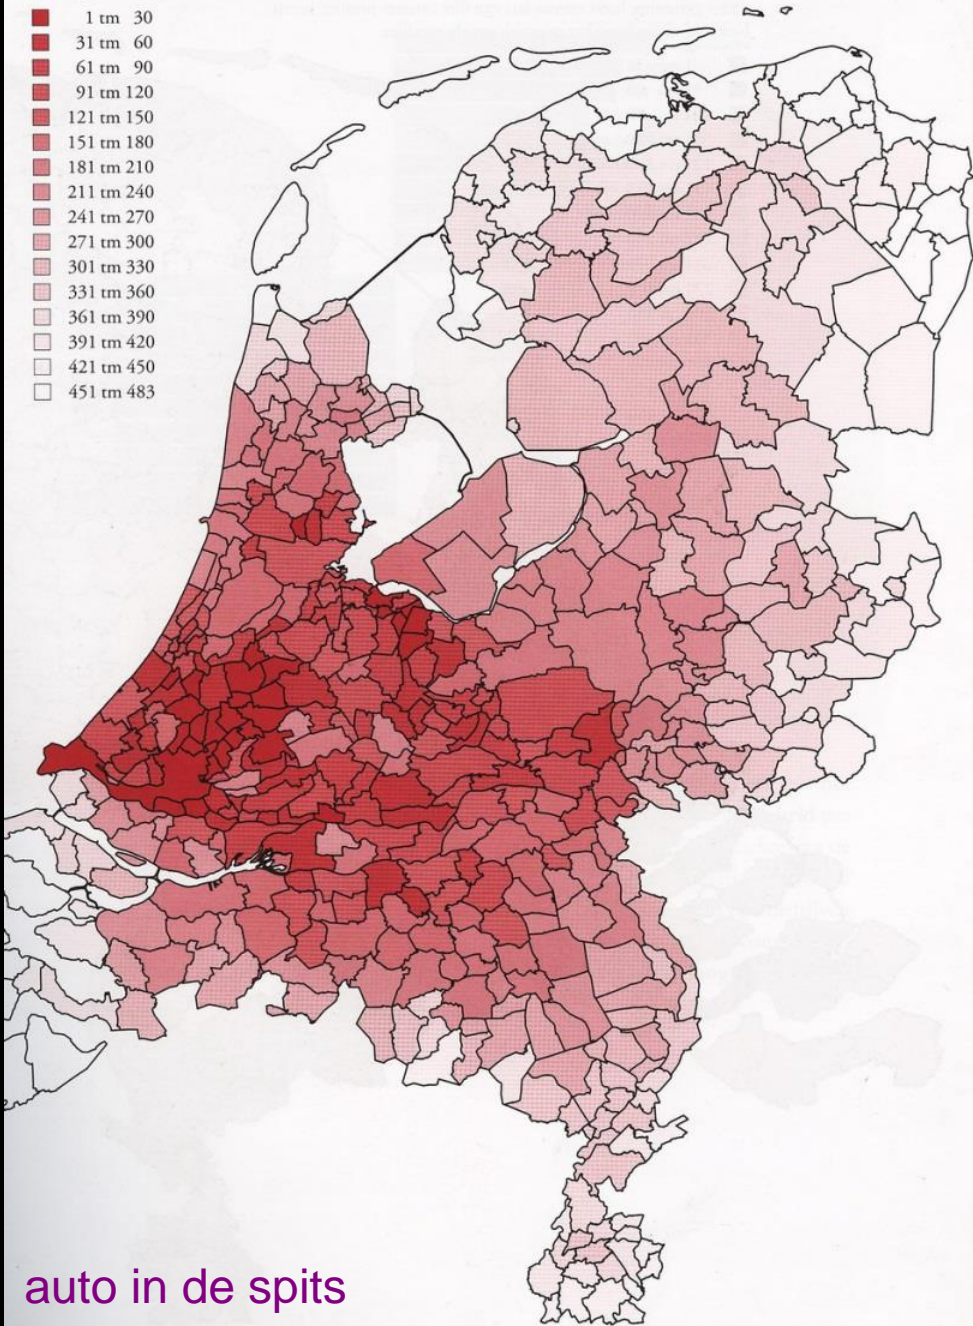 1 tm 30
31 tm 60
61 tm 90
91 tm 120
121 tm 150
151 tm 180
181 tm 210
211 tm 240
241 tm 270
271 tm 300
301 tm 330
331 tm 360
361 tm 390
391 tm 420
421 tm 450
451 tm 483
auto in de spits